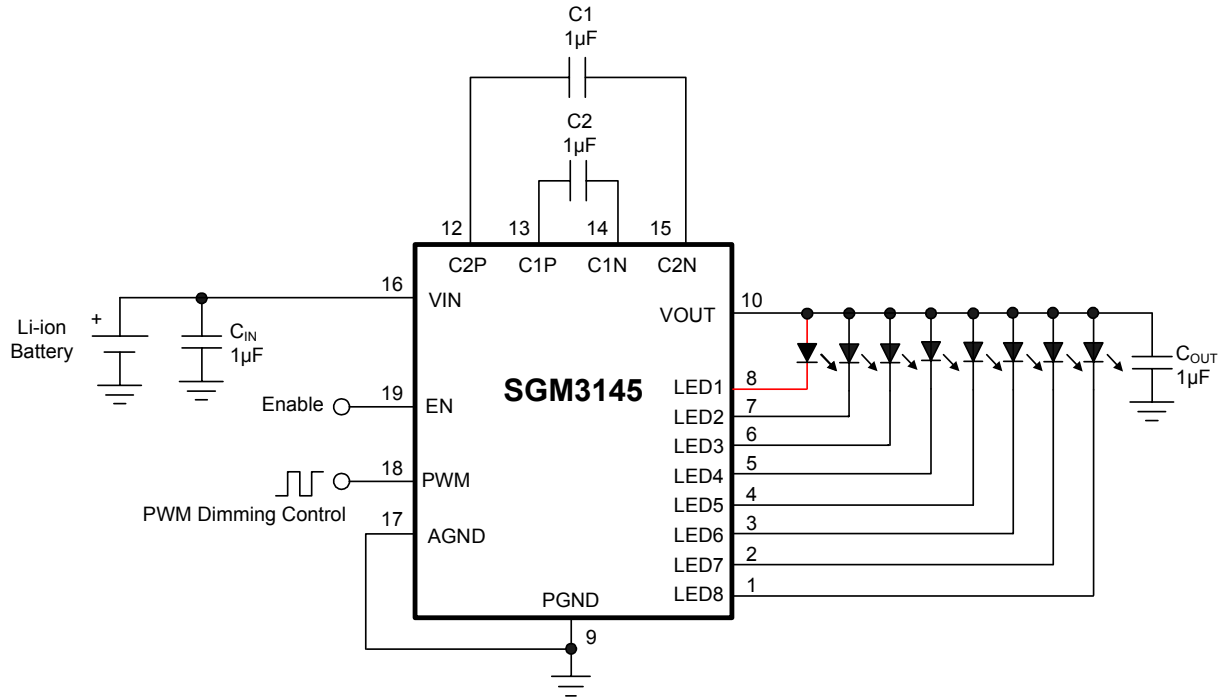 C1
1µF
C2
1µF
12
13
14
15
C2P
C1P
C1N
C2N
16
VIN
10
VOUT
Li-ion
Battery
+
C_IN
1µF
C_OUT
1µF
SGM3145
8
LED1
7
LED2
6
LED3
5
LED4
4
LED5
3
LED6
2
LED7
1
LED8
Enable
19
EN
18
PWM
PWM Dimming Control
17
AGND
PGND
9